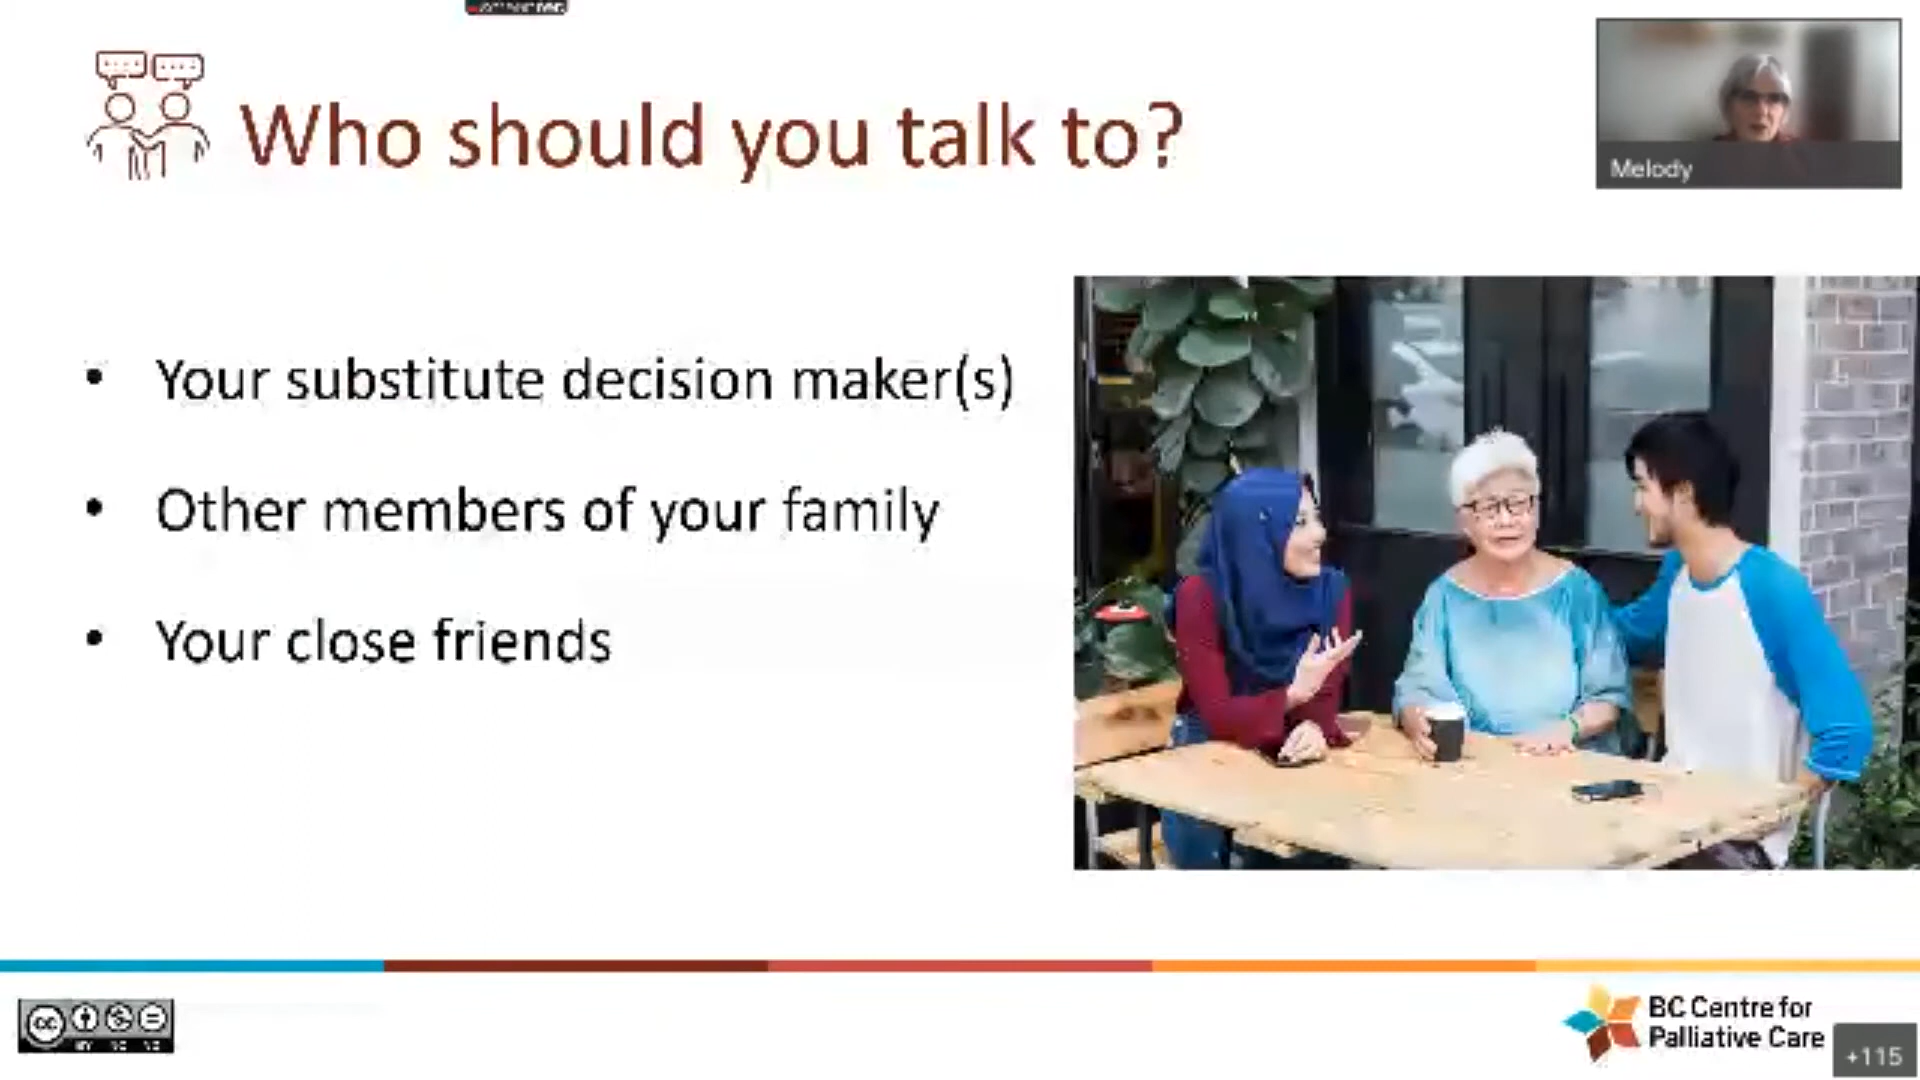 Who should you talk to?
Melody
• Your substitute decision maker(s)
• Other members of your family
• Your close friends
cc
BC Centre for
Palliative Care
+115